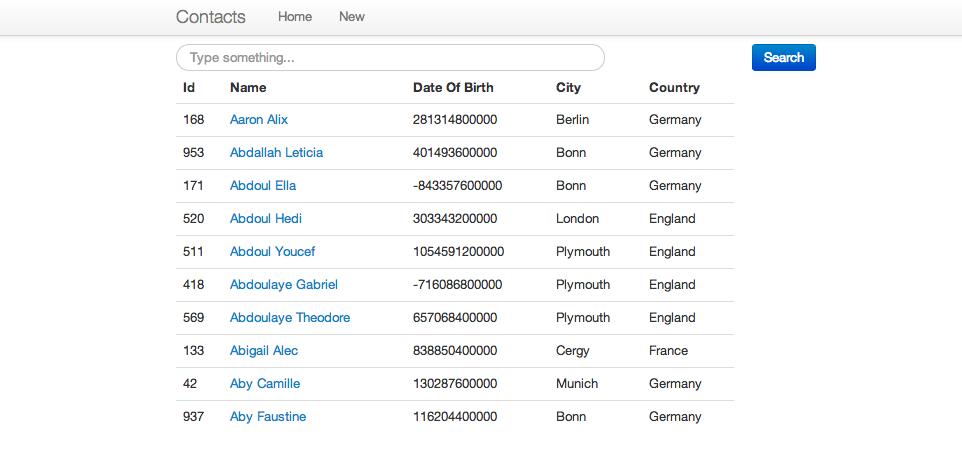 Contacts Home New
Type something... Search
Id Name Date Of Birth City Country
168 Aaron Alix 281314800000 Berlin Germany
953 Abdallah Leticia 401493600000 Bonn Germany
171 Abdoul Ella -843357600000 Bonn Germany
520 Abdoul Hedi 303343200000 London England
511 Abdoul Youcef 1054591200000 Plymouth England
418 Abdoulaye Gabriel -716086800000 Plymouth England
569 Abdoulaye Theodore 657068400000 Plymouth England
133 Abigail Alec 838850400000 Cergy France
42 Aby Camille 130287600000 Munich Germany
937 Aby Faustine 116204400000 Bonn Germany